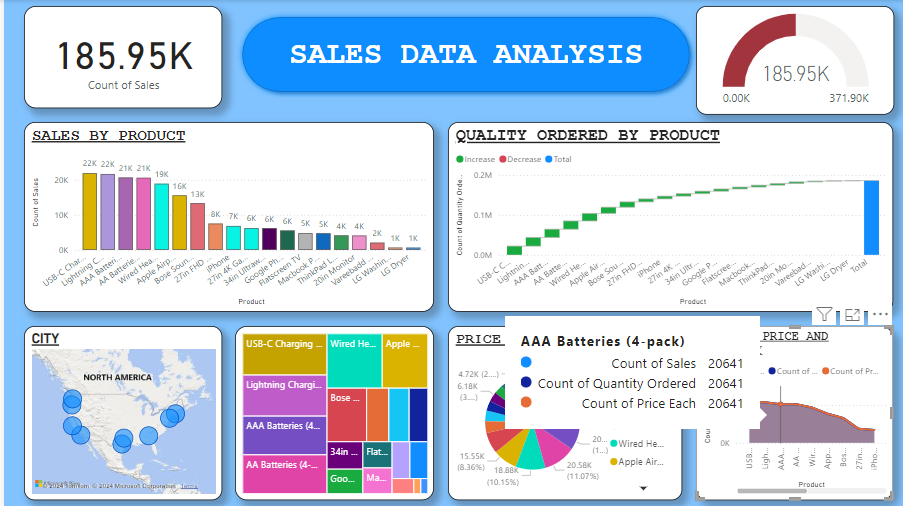 185.95K
Count of Sales
SALES DATA ANALYSIS
185.95K
0.00K
371.90K
SALES BY PRODUCT
Count of Sales
20K
10K
0K
22K
22K
21K
21K
19K
16K
13K
8K
7K
6K
6K
6K
5K
5K
4K
4K
2K
1K
1K
USB-C Char...
Lightning C...
AAA Batteri...
AA Batterie...
Wired Hea...
Apple Airp...
Bose Soun...
27in FHD ...
iPhone
27in 4K Ga...
34in Ultraw...
Google Ph...
Flatscreen TV
Macbook P...
ThinkPad L...
20in Monitor
Vareebadd ...
LG Washin...
LG Dryer
Product
QUALITY ORDERED BY PRODUCT
Increase Decrease Total
Count of Quantity Orde...
0.2M
0.1M
0.0M
USB-C ...
Lightnin...
AAA Batt...
AA Batte...
Wired He...
Apple Air...
Bose Sou...
27in FHD...
iPhone
27in 4K ...
34in Ultr...
Google P...
Flatscree...
Macbook...
ThinkPad...
20in Mo...
Vareebad...
LG Washi...
LG Dryer
Total
Product
CITY
NORTH AMERICA
© 2024 TomTom, © 2024 Microsoft Corporation Terms
USB-C Charging ...
Lightning Chargi...
AAA Batteries (4...
AA Batteries (4-...
Wired He...
Apple ...
Bose ...
34in ...
Flat...
Goo...
Ma...
PRICE
4.72K (2....)
6.18K
(3....)
15.55K
(8.36%)
18.88K
(10.15%)
20.58K
(11.07%)
20...
(1...)
Wired He...
Apple Air...
AAA Batteries (4-pack)
Count of Sales 20641
Count of Quantity Ordered 20641
Count of Price Each 20641
PRICE AND
Count of ... Count of Pr...
0K
USB...
Ligh...
AAA...
AA...
Wir...
App...
Bos...
27in...
iPho...
Product